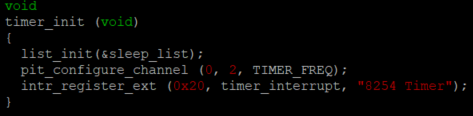 void
timer_init (void)
{
  list_init(&sleep_list);
  pit_configure_channel (0, 2, TIMER_FREQ);
  intr_register_ext (0x20, timer_interrupt, "8254 Timer");
}